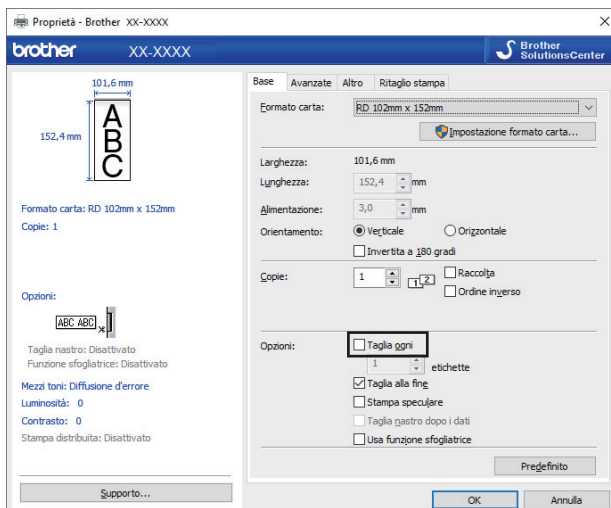 Proprietà - Brother XX-XXXX
brother XX-XXXX
Brother
SolutionsCenter
101,6 mm
152,4 mm
A
B
C
Formato carta: RD 102mm x 152mm
Copie: 1
Opzioni:
ABC ABC
Taglia nastro: Disattivato
Funzione sfogliatrice: Disattivato
Mezzi toni: Diffusione d'errore
Luminosità: 0
Contrasto: 0
Stampa distribuita: Disattivato
Supporto...
Base Avanzate Altro Ritaglio stampa
Formato carta: RD 102mm x 152mm
Impostazione formato carta...
Larghezza: 101,6 mm
Lunghezza: 152,4 mm
Alimentazione: 3,0 mm
Orientamento: Verticale Orizzontale
Invertita a 180 gradi
Copie: 1 1 2 Raccolta
Ordine inverso
Opzioni: Taglia ogni
1 etichette
Taglia alla fine
Stampa speculare
Taglia nastro dopo i dati
Usa funzione sfogliatrice
Predefinito
OK Annulla